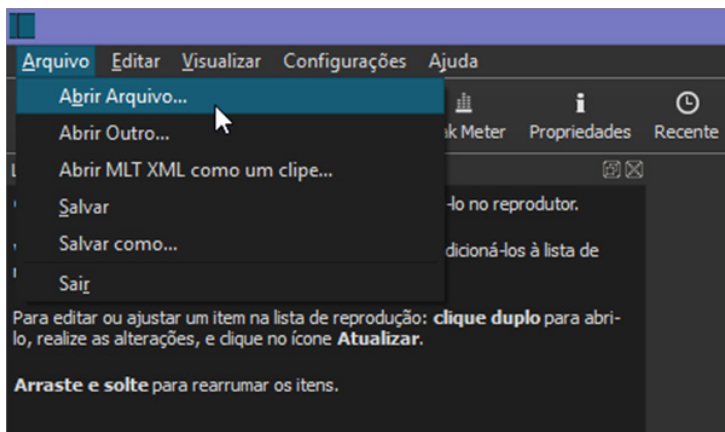 Arquivo Editar Visualizar Configurações Ajuda
Abrir Arquivo...
Abrir Outro...
Abrir MLT XML como um clipe...
Salvar
Salvar como...
Sair
Meter Propriedades Recente
-lo no reprodutor.
dicioná-los à lista de
Para editar ou ajustar um item na lista de reprodução: clique duplo para abri-
lo, realize as alterações, e clique no ícone Atualizar.
Arraste e solte para rearrumar os itens.